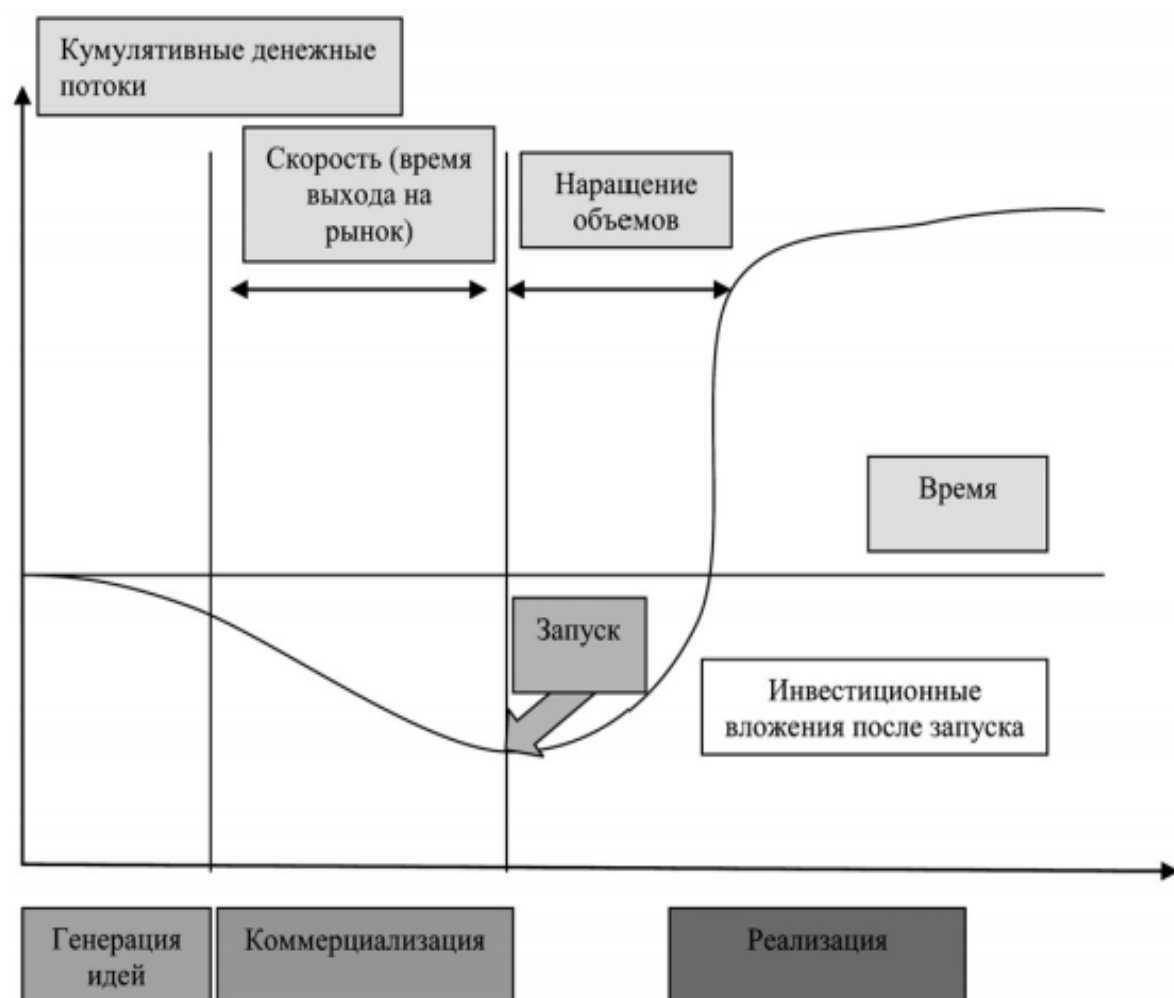 Кумулятивные денежные
потоки
Скорость (время
выхода на
рынок)
Наращение
объемов
Время
Запуск
Инвестиционные
вложения после запуска
Генерация
идей
Коммерциализация
Реализация